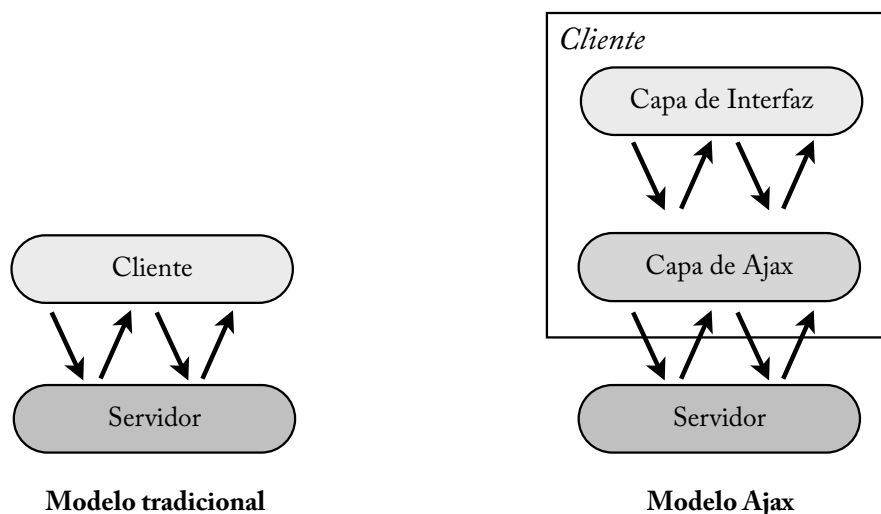 Cliente
Capa de Interfaz
Cliente
Capa de Ajax
Servidor
Servidor
Modelo tradicional
Modelo Ajax